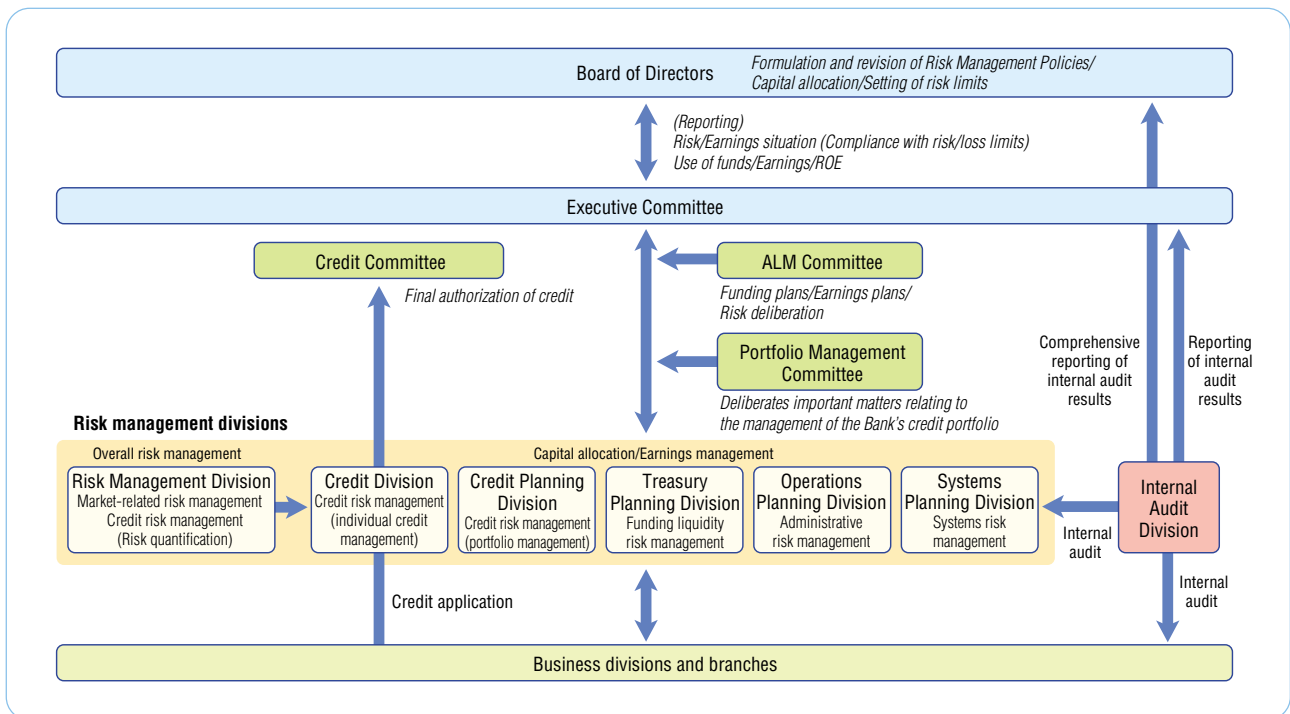 Board of Directors
Formulation and revision of Risk Management Policies/
Capital allocation/Setting of risk limits
(Reporting)
Risk/Earnings situation (Compliance with risk/loss limits)
Use of funds/Earnings/ROE
Executive Committee
Credit Committee
Final authorization of credit
ALM Committee
Funding plans/Earnings plans/
Risk deliberation
Portfolio Management
Committee
Deliberates important matters relating to
the management of the Bank's credit portfolio
Comprehensive
reporting of
internal audit
results
Reporting
of internal
audit
results
Risk management divisions
Overall risk management
Capital allocation/Earnings management
Risk Management Division
Market-related risk management
Credit risk management
(Risk quantification)
Credit Division
Credit risk management
(individual credit
management)
Credit Planning
Division
Credit risk management
(portfolio management)
Treasury
Planning Division
Funding liquidity
risk management
Operations
Planning Division
Administrative
risk management
Systems
Planning Division
Systems risk
management
Internal
audit
Internal
Audit
Division
Internal
audit
Credit application
Business divisions and branches